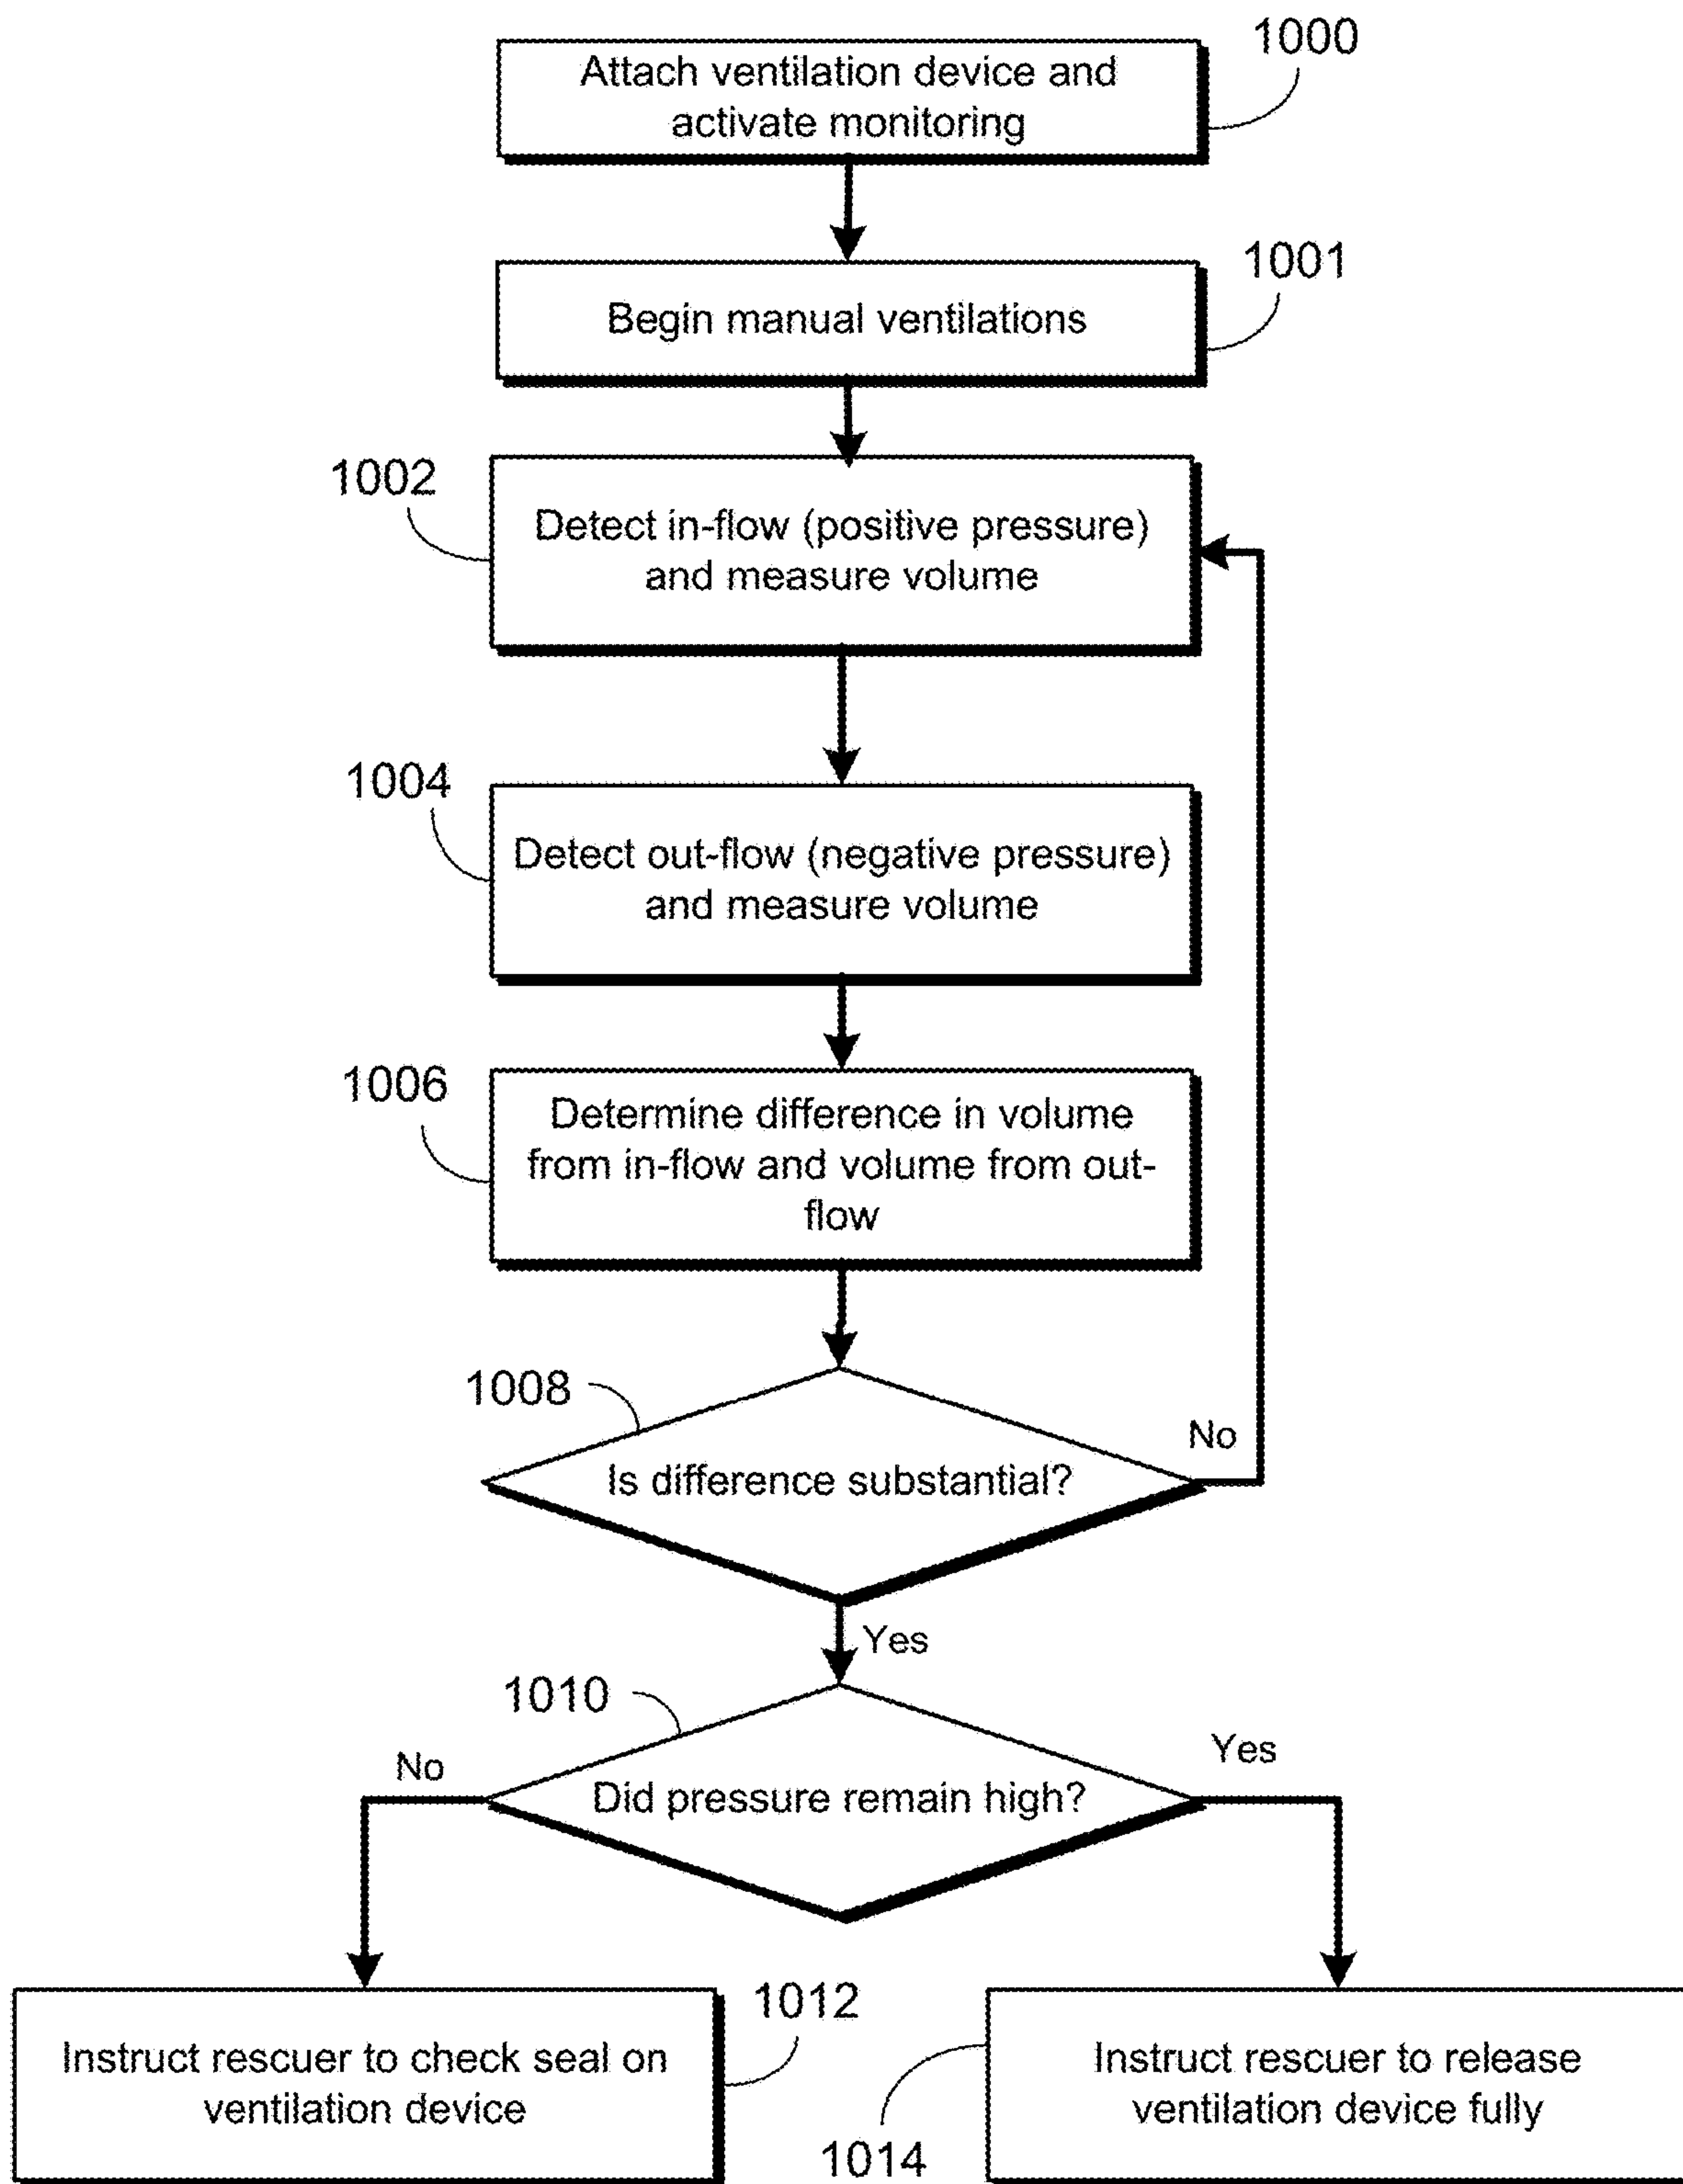 1000
Attach ventilation device and
activate monitoring
1001
Begin manual ventilations
1002
Detect in-flow (positive pressure)
and measure volume
1004
Detect out-flow (negative pressure)
and measure volume
1006
Determine difference in volume
from in-flow and volume from out-
flow
1008
No
Is difference substantial?
Yes
1010
No
Yes
Did pressure remain high?
1012
Instruct rescuer to check seal on
ventilation device
Instruct rescuer to release
ventilation device fully
1014